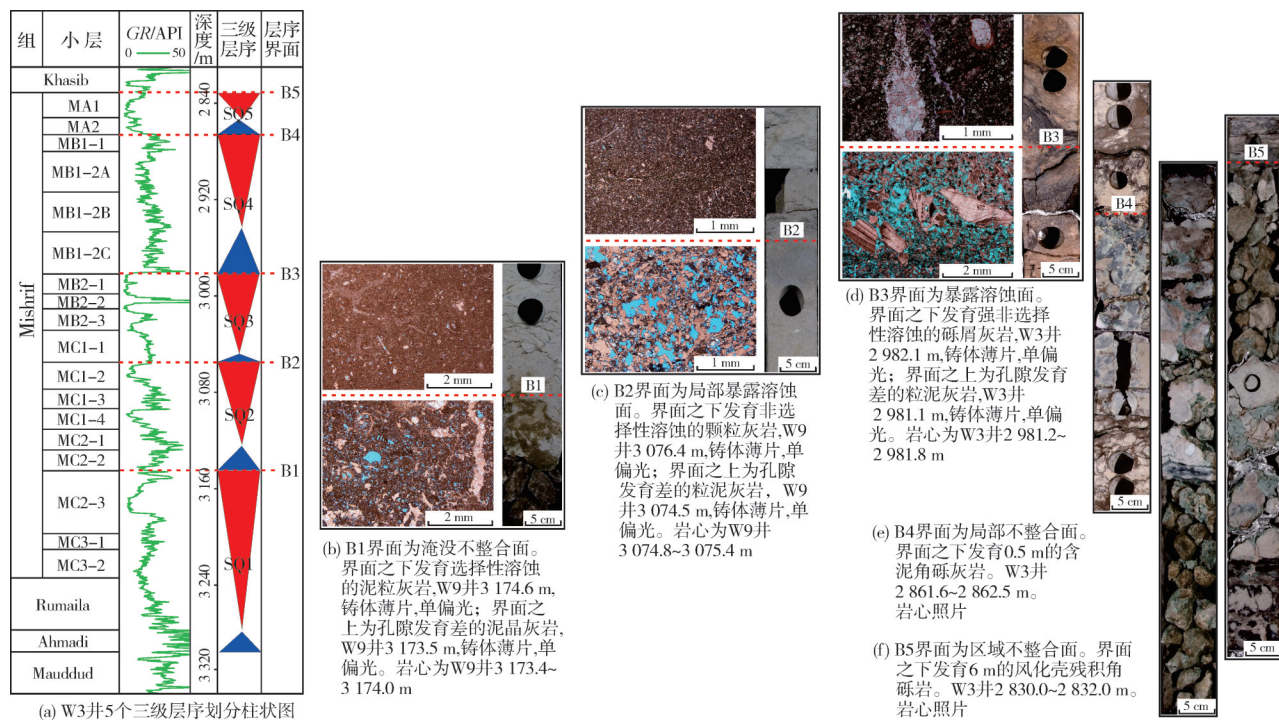 组
小层
GR/API
0 50
深度/m
三级层序
层序界面
Khasib
Mishrif
MA1
MA2
MB1-1
MB1-2A
MB1-2B
MB1-2C
MB2-1
MB2-2
MB2-3
MC1-1
MC1-2
MC1-3
MC1-4
MC2-1
MC2-2
MC2-3
MC3-1
MC3-2
Rumaila
Ahmadi
Mauddud
2 840
2 920
3 000
3 080
3 160
3 240
3 320
SQ5
SQ4
SQ3
SQ2
SQ1
B5
B4
B3
B2
B1
(a) W3井5个三级层序划分柱状图
2 mm
2 mm
B1
5 cm
(b) B1界面为淹没不整合面。
界面之下发育选择性溶蚀
的泥粒灰岩,W9井3 174.6 m,
铸体薄片,单偏光；界面之
上为孔隙发育差的泥晶灰岩,
W9井3 173.5 m,铸体薄片,单
偏光。岩心为W9井3 173.4~
3 174.0 m
1 mm
1 mm
B2
5 cm
(c) B2界面为局部暴露溶蚀
面。界面之下发育非选
择性溶蚀的颗粒灰岩,W9
井3 076.4 m,铸体薄片,单
偏光；界面之上为孔隙
发育差的粒泥灰岩，W9
井3 074.5 m,铸体薄片,单
偏光。岩心为W9井
3 074.8~3 075.4 m
1 mm
2 mm
B3
5 cm
(d) B3界面为暴露溶蚀面。
界面之下发育强非选择
性溶蚀的砾屑灰岩,W3井
2 982.1 m,铸体薄片,单偏
光；界面之上为孔隙发育
差的粒泥灰岩,W3井
2 981.1 m,铸体薄片,单偏
光。岩心为W3井2 981.2~
2 981.8 m
B4
5 cm
(e) B4界面为局部不整合面。
界面之下发育0.5 m的含
泥角砾灰岩。W3井
2 861.6~2 862.5 m。
岩心照片
B5
5 cm
5 cm
(f) B5界面为区域不整合面。界面
之下发育6 m的风化壳残积角
砾岩。W3井2 830.0~2 832.0 m。
岩心照片